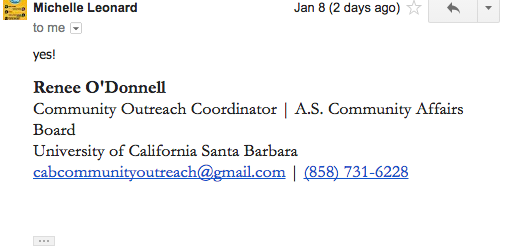 Michelle Leonard Jan 8 (2 days ago)
to me
yes!
Renee O'Donnell
Community Outreach Coordinator | A.S. Community Affairs
Board
University of California Santa Barbara
cabcommunityoutreach@gmail.com | (858) 731-6228